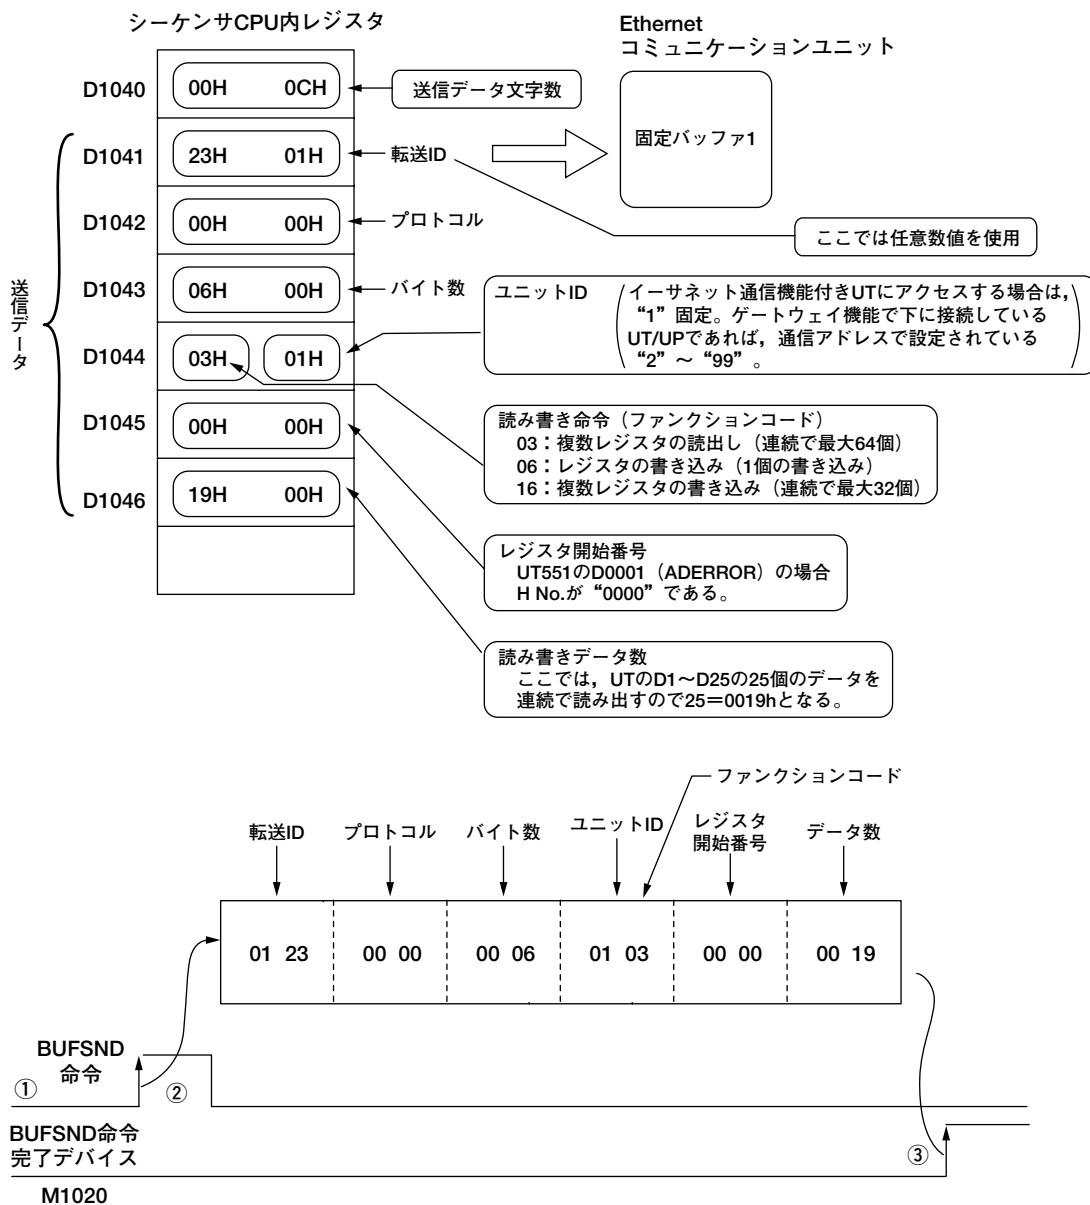 シーケンサCPU内レジスタ
Ethernet
コミュニケーションユニット
D1040
00H 0CH
送信データ文字数
固定バッファ1
D1041
23H 01H
転送ID
D1042
00H 00H
プロトコル
ここでは任意数値を使用
送信データ
D1043
06H 00H
バイト数
ユニットID
イーサネット通信機能付きUTにアクセスする場合は，
“1”固定。ゲートウェイ機能で下に接続している
UT/UPであれば，通信アドレスで設定されている
“2”～“99”。
D1044
03H 01H
D1045
00H 00H
読み書き命令（ファンクションコード）
03：複数レジスタの読出し（連続で最大64個）
06：レジスタの書き込み（1個の書き込み）
16：複数レジスタの書き込み（連続で最大32個）
D1046
19H 00H
レジスタ開始番号
UT551のD0001（ADERROR）の場合
H No.が“0000”である。
読み書きデータ数
ここでは，UTのD1～D25の25個のデータを
連続で読み出すので25＝0019hとなる。
ファンクションコード
転送ID プロトコル バイト数 ユニットID レジスタ データ数
開始番号
01 23 00 00 00 06 01 03 00 00 00 19
BUFSND
命令
① ②
BUFSND命令
完了デバイス
③
M1020